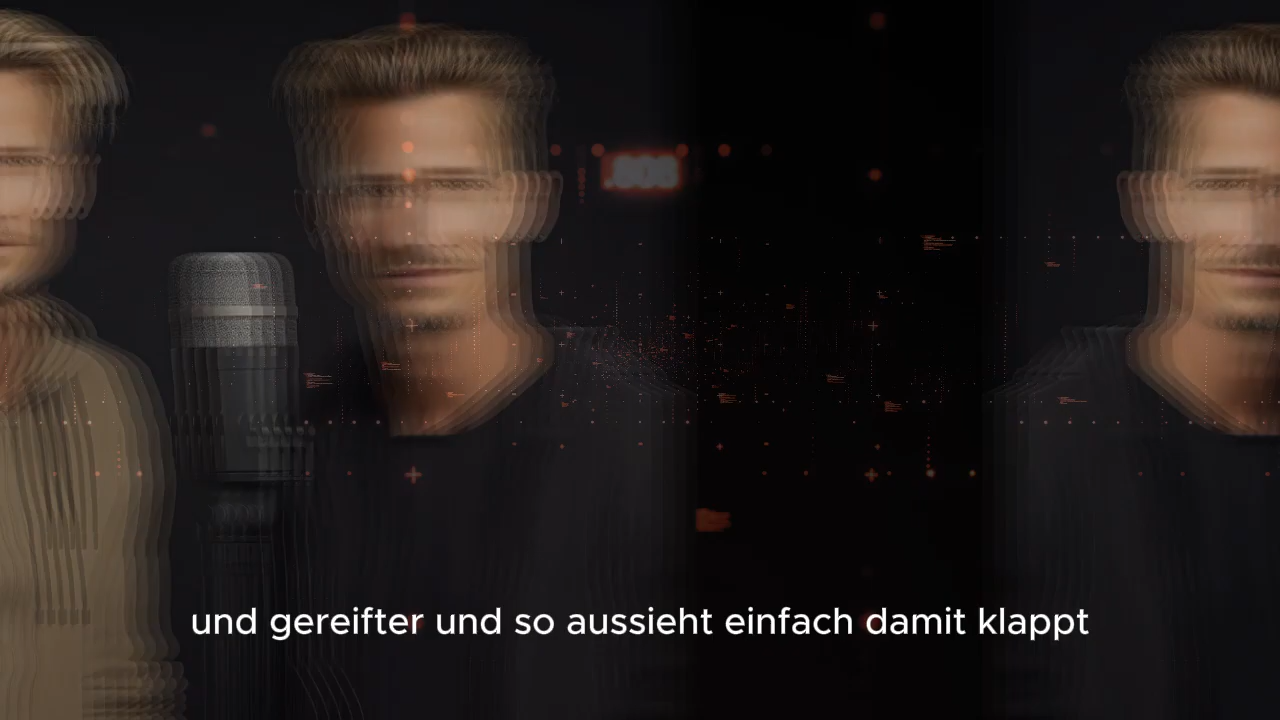 und gereifter und so aussieht einfach damit klappt